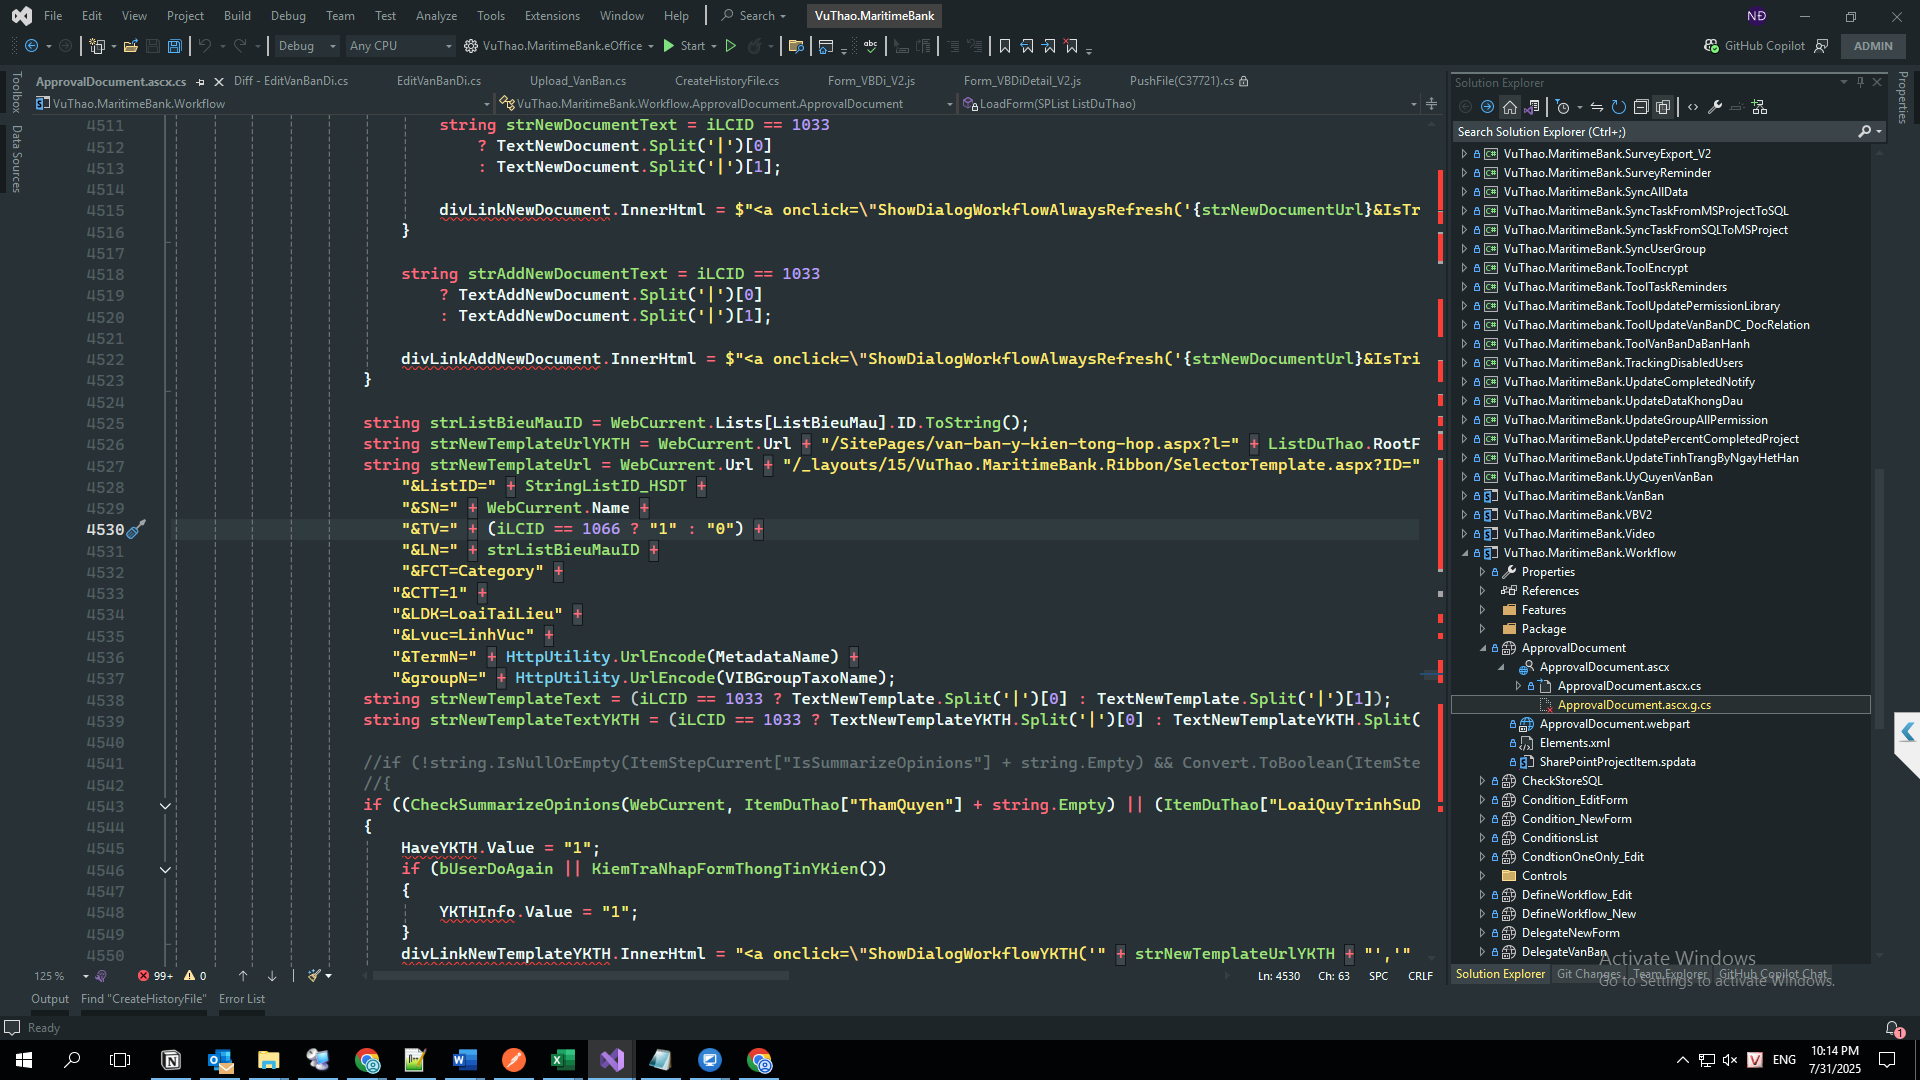 File Edit View Project Build Debug Team Test Analyze Tools Extensions Window Help Search VuThao.MaritimeBank NĐ
Debug Any CPU VuThao.MaritimeBank.eOffice Start GitHub Copilot ADMIN
ApprovalDocument.ascx.cs Diff - EditVanBanDi.cs EditVanBanDi.cs Upload_VanBan.cs CreateHistoryFile.cs Form_VBDi_V2.js Form_VBDiDetail_V2.js PushFile(C37721).cs
VuThao.MaritimeBank.Workflow VuThao.MaritimeBank.Workflow.ApprovalDocument.ApprovalDocument LoadForm(SPList ListDuThao)
Toolbox
Data Sources
4511 string strNewDocumentText = iLCID == 1033
4512 ? TextNewDocument.Split('|')[0]
4513 : TextNewDocument.Split('|')[1];
4514
4515 divLinkNewDocument.InnerHtml = $"<a onclick=\"ShowDialogWorkflowAlwaysRefresh('{strNewDocumentUrl}&IsTr
4516 }
4517
4518 string strAddNewDocumentText = iLCID == 1033
4519 ? TextAddNewDocument.Split('|')[0]
4520 : TextAddNewDocument.Split('|')[1];
4521
4522 divLinkAddNewDocument.InnerHtml = $"<a onclick=\"ShowDialogWorkflowAlwaysRefresh('{strNewDocumentUrl}&IsTri
4523 }
4524
4525 string strListBieuMauID = WebCurrent.Lists[ListBieuMau].ID.ToString();
4526 string strNewTemplateUrlYKTH = WebCurrent.Url + "/SitePages/van-ban-y-kien-tong-hop.aspx?l=" + ListDuThao.RootF
4527 string strNewTemplateUrl = WebCurrent.Url + "/_layouts/15/VuThao.MaritimeBank.Ribbon/SelectorTemplate.aspx?ID="
4528 "&ListID=" + StringListID_HSDT +
4529 "&SN=" + WebCurrent.Name +
4530 "&TV=" + (iLCID == 1066 ? "1" : "0") +
4531 "&LN=" + strListBieuMauID +
4532 "&FCT=Category" +
4533 "&CTT=1" +
4534 "&LDK=LoaiTaiLieu" +
4535 "&Lvuc=LinhVuc" +
4536 "&TermN=" + HttpUtility.UrlEncode(MetadataName) +
4537 "&groupN=" + HttpUtility.UrlEncode(VIBGroupTaxoName);
4538 string strNewTemplateText = (iLCID == 1033 ? TextNewTemplate.Split('|')[0] : TextNewTemplate.Split('|')[1]);
4539 string strNewTemplateTextYKTH = (iLCID == 1033 ? TextNewTemplateYKTH.Split('|')[0] : TextNewTemplateYKTH.Split(
4540
4541 //if (!string.IsNullOrEmpty(ItemStepCurrent["IsSummarizeOpinions"] + string.Empty) && Convert.ToBoolean(ItemSte
4542 //{
4543 if ((CheckSummarizeOpinions(WebCurrent, ItemDuThao["ThamQuyen"] + string.Empty) || (ItemDuThao["LoaiQuyTrinhSuD
4544 {
4545 HaveYKTH.Value = "1";
4546 if (bUserDoAgain || KiemTraNhapFormThongTinYKien())
4547 {
4548 YKTHInfo.Value = "1";
4549 }
4550 divLinkNewTemplateYKTH.InnerHtml = "<a onclick=\"ShowDialogWorkflowYKTH('" + strNewTemplateUrlYKTH + "','"
125 % 99+ 0 Ln: 4530 Ch: 63 SPC CRLF
Output Find "CreateHistoryFile" Error List
Ready
Solution Explorer
Search Solution Explorer (Ctrl+;)
VuThao.MaritimeBank.SurveyExport_V2
VuThao.MaritimeBank.SurveyReminder
VuThao.MaritimeBank.SyncAllData
VuThao.MaritimeBank.SyncTaskFromMSProjectToSQL
VuThao.MaritimeBank.SyncTaskFromSQLToMSProject
VuThao.MaritimeBank.SyncUserGroup
VuThao.MaritimeBank.ToolEncrypt
VuThao.MaritimeBank.ToolTaskReminders
VuThao.MaritimeBank.ToolUpdatePermissionLibrary
VuThao.Maritimebank.ToolUpdateVanBanDC_DocRelation
VuThao.MaritimeBank.ToolVanBanDaBanHanh
VuThao.MaritimeBank.TrackingDisabledUsers
VuThao.MaritimeBank.UpdateCompletedNotify
VuThao.MaritimeBank.UpdateDataKhongDau
VuThao.MaritimeBank.UpdateGroupAllPermission
VuThao.MaritimeBank.UpdatePercentCompletedProject
VuThao.MaritimeBank.UpdateTinhTrangByNgayHetHan
VuThao.MaritimeBank.UyQuyenVanBan
VuThao.MaritimeBank.VanBan
VuThao.MaritimeBank.VBV2
VuThao.MaritimeBank.Video
VuThao.MaritimeBank.Workflow
Properties
References
Features
Package
ApprovalDocument
ApprovalDocument.ascx
ApprovalDocument.ascx.cs
ApprovalDocument.ascx.g.cs
ApprovalDocument.webpart
Elements.xml
SharePointProjectItem.spdata
CheckStoreSQL
Condition_EditForm
Condition_NewForm
ConditionsList
CondtionOneOnly_Edit
Controls
DefineWorkflow_Edit
DefineWorkflow_New
DelegateNewForm
DelegateVanBan
Solution Explorer Git Changes Team Explorer GitHub Copilot Chat
Activate Windows
Go to Settings to activate Windows.
Properties
ENG
10:14 PM
7/31/2025
1